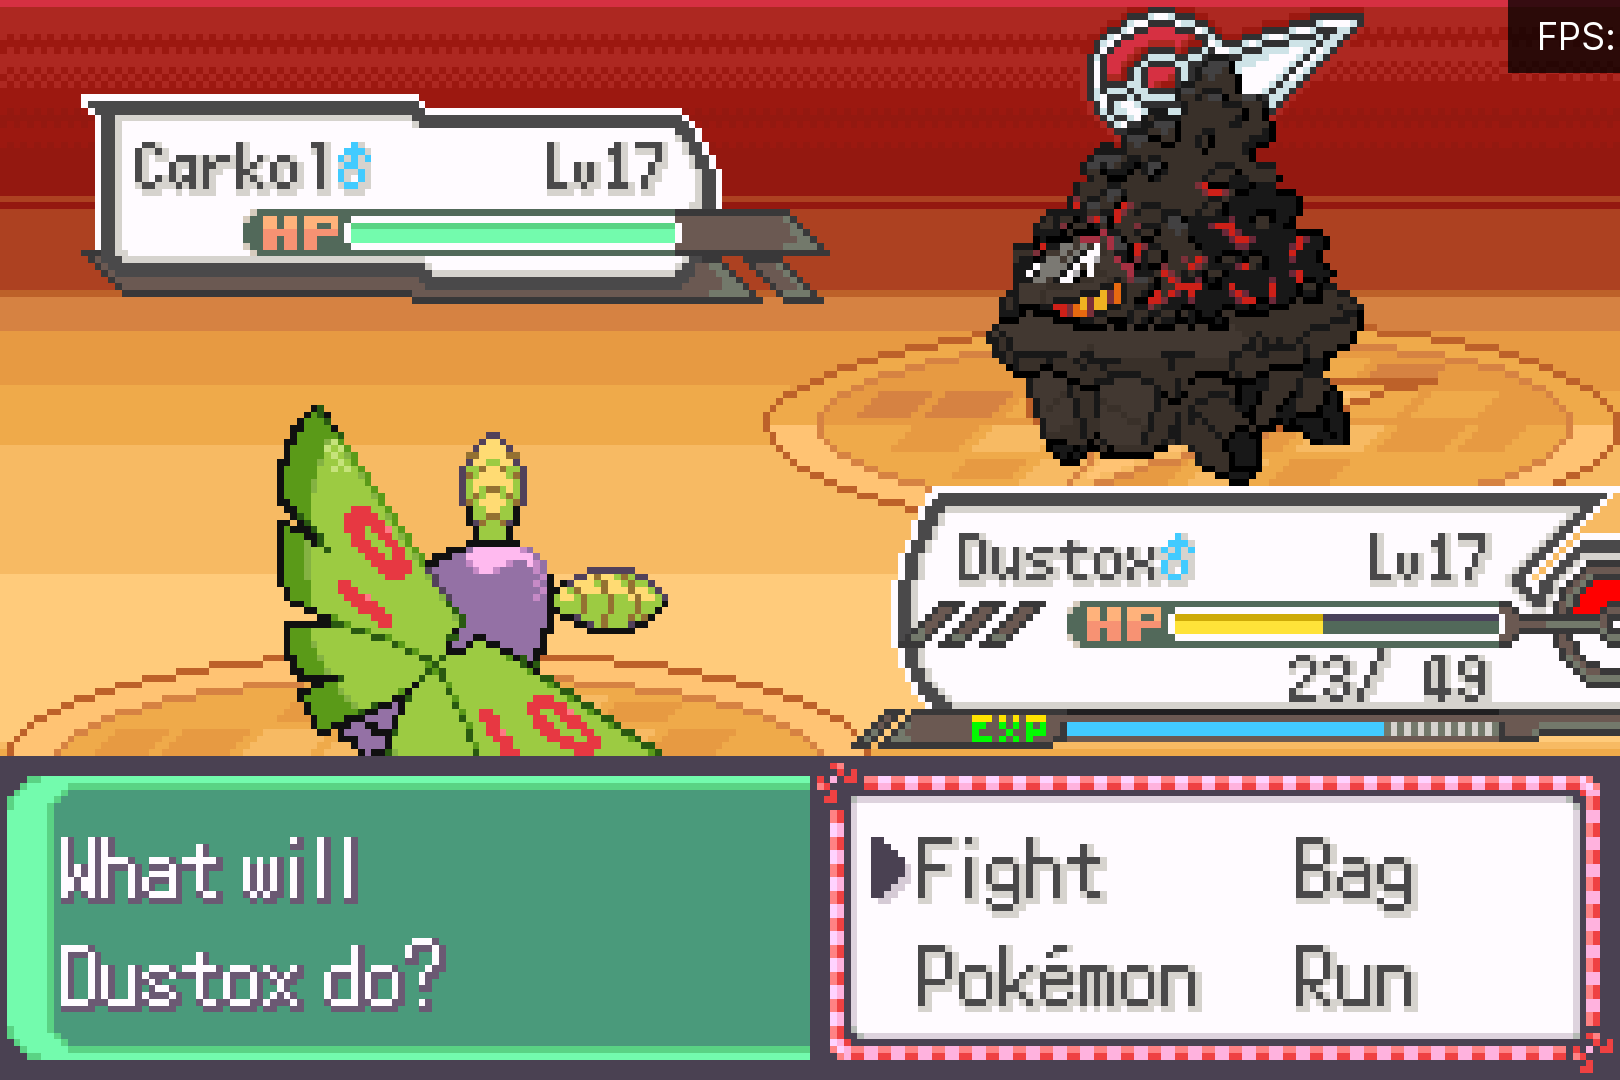 FPS:
Carkol♂ Lv17
HP
Dustox♂ Lv17
HP
23/ 49
EXP
What will
Dustox do?
Fight Bag
Pokémon Run